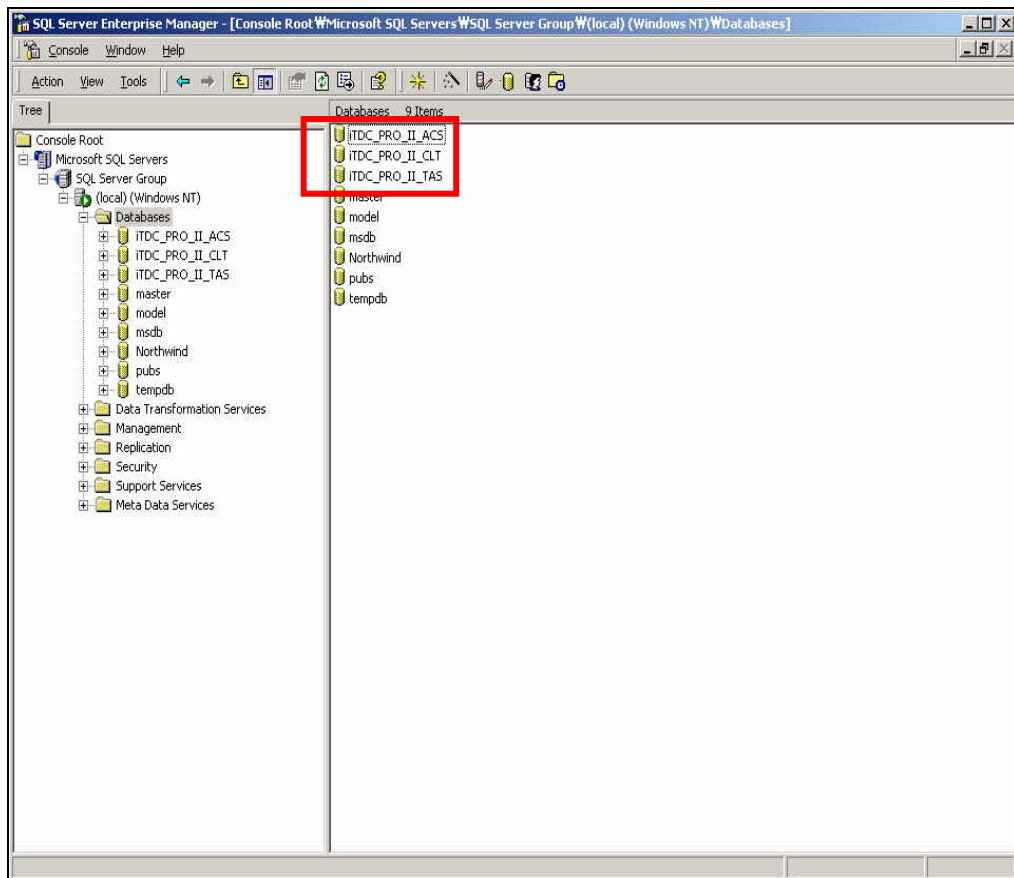 SQL Server Enterprise Manager - [Console Root₩Microsoft SQL Servers₩SQL Server Group₩(local) (Windows NT)₩Databases]
Console Window Help
Action View Tools
Tree
Databases 9 Items
Console Root
Microsoft SQL Servers
SQL Server Group
(local) (Windows NT)
Databases
iTDC_PRO_II_ACS
iTDC_PRO_II_CLT
iTDC_PRO_II_TAS
master
model
msdb
Northwind
pubs
tempdb
Data Transformation Services
Management
Replication
Security
Support Services
Meta Data Services
iTDC_PRO_II_ACS
iTDC_PRO_II_CLT
iTDC_PRO_II_TAS
master
model
msdb
Northwind
pubs
tempdb